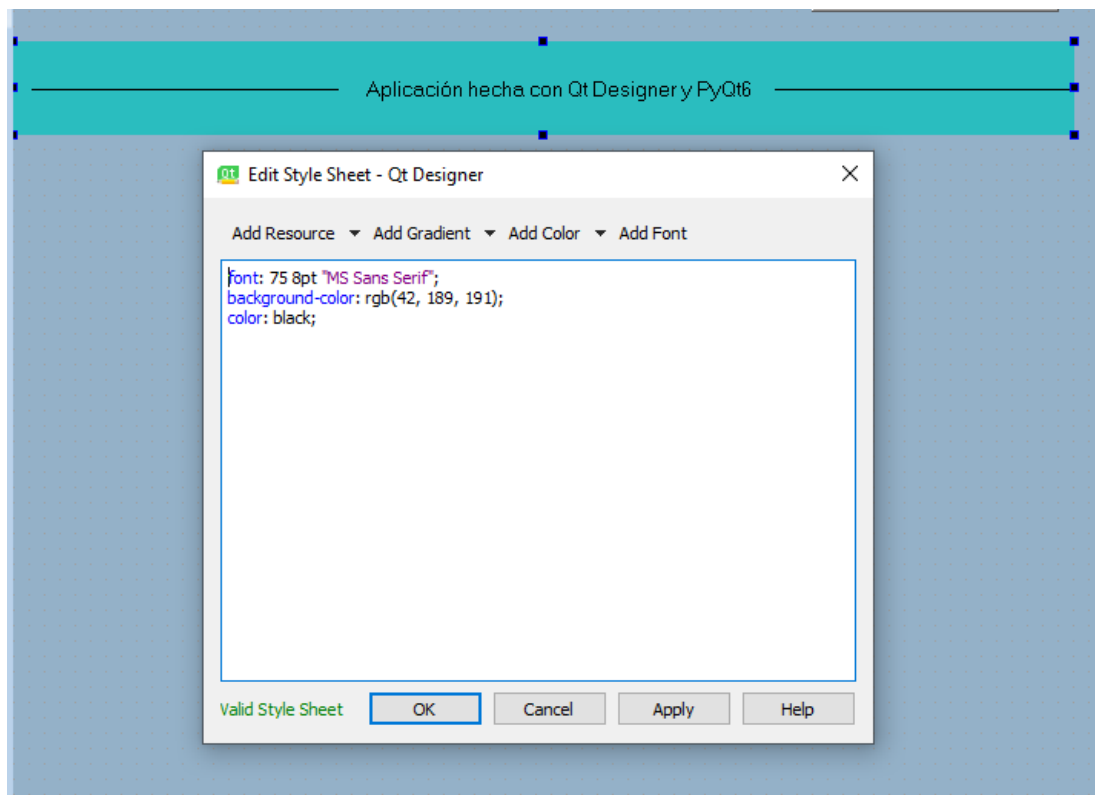 Aplicación hecha con Qt Designer y PyQt6
Qt Edit Style Sheet - Qt Designer
Add Resource Add Gradient Add Color Add Font
font: 75 8pt "MS Sans Serif";
background-color: rgb(42, 189, 191);
color: black;
Valid Style Sheet OK Cancel Apply Help